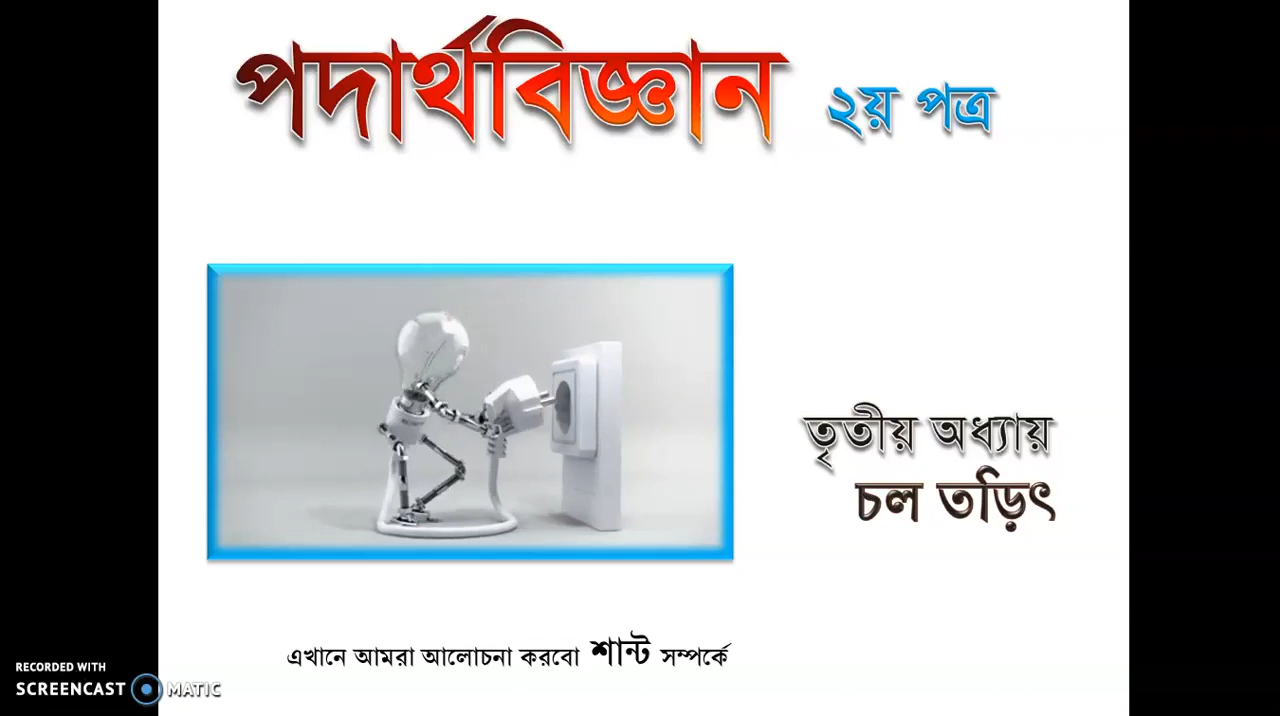 পদার্থবিজ্ঞান ২য় পত্র
তৃতীয় অধ্যায়
চল তড়িৎ
এখানে আমরা আলোচনা করবো শান্ট সম্পর্কে
RECORDED WITH
SCREENCAST MATIC